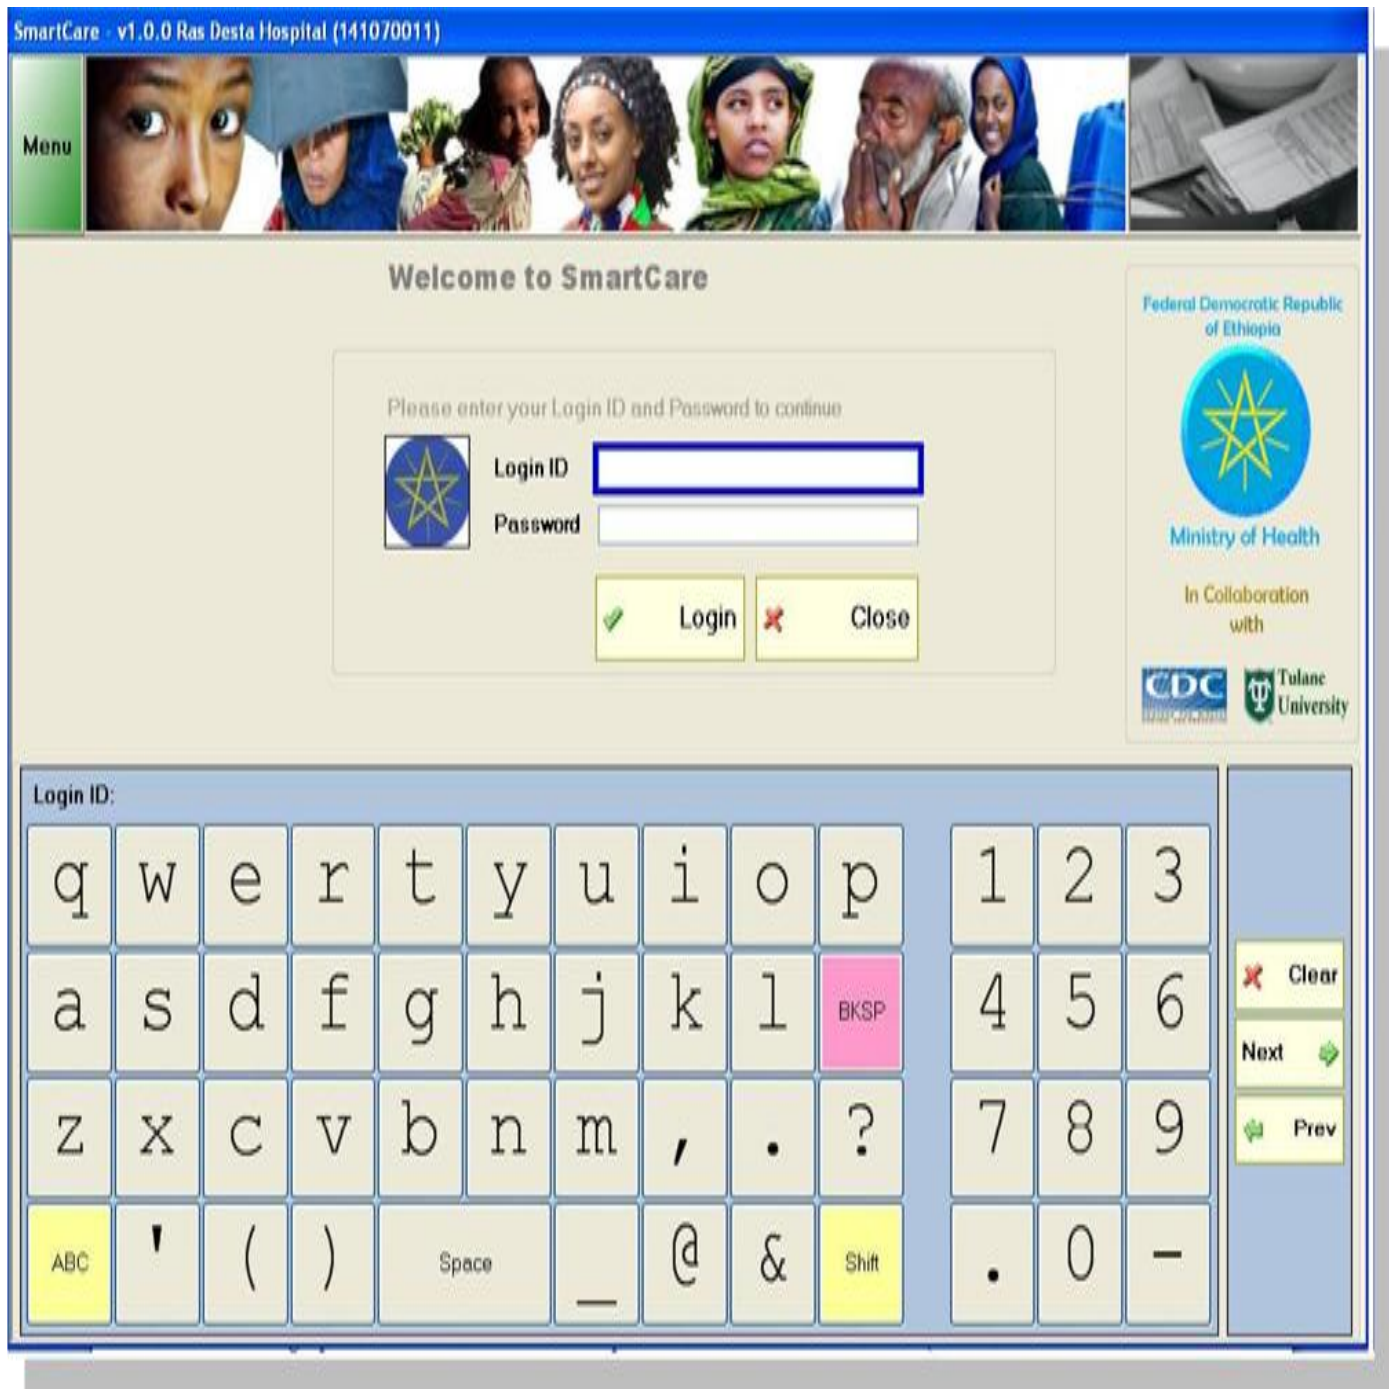 SmartCare - v1.0.0 Ras Desta Hospital (141070011)
Menu
Welcome to SmartCare
Please enter your Login ID and Password to continue
Login ID
Password
Login
Close
Federal Democratic Republic
of Ethiopia
Ministry of Health
In Collaboration
with
CDC
Tulane
University
Login ID:
q w e r t y u i o p 1 2 3
a s d f g h j k l BKSP 4 5 6
z x c v b n m , . ? 7 8 9
ABC ' ( ) Space _ @ & Shift . 0 -
Clear
Next
Prev